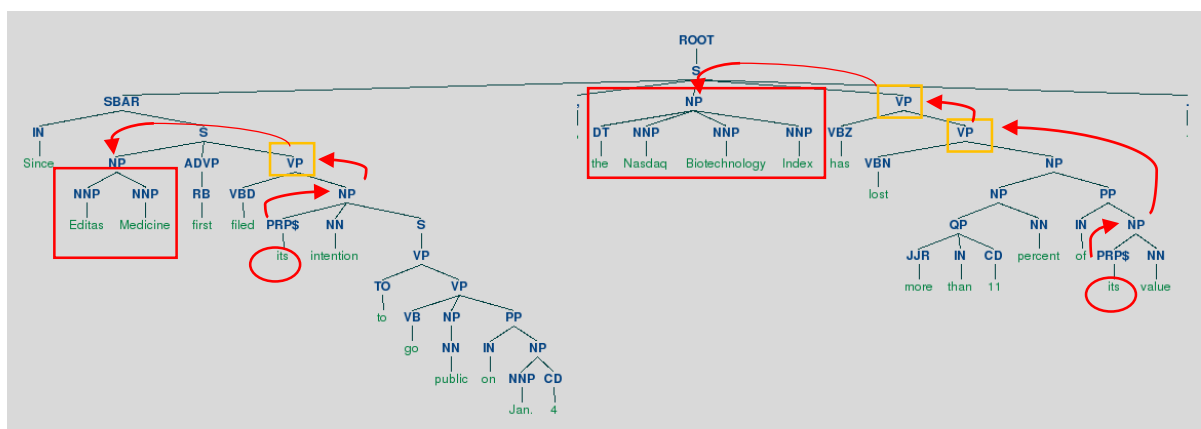 ROOT
S
SBAR NP VP
IN S DT NNP NNP NNP VBZ VP
Since the Nasdaq Biotechnology Index has
NP ADVP VP VBN NP
NNP NNP RB VBD NP lost NP PP
Editas Medicine first filed
PRP$ NN S QP NN IN NP
its intention percent of
VP JJR IN CD PRP$ NN
TO VP more than 11 its value
to
VB NP PP
go
NN IN NP
public on
NNP CD
Jan. 4